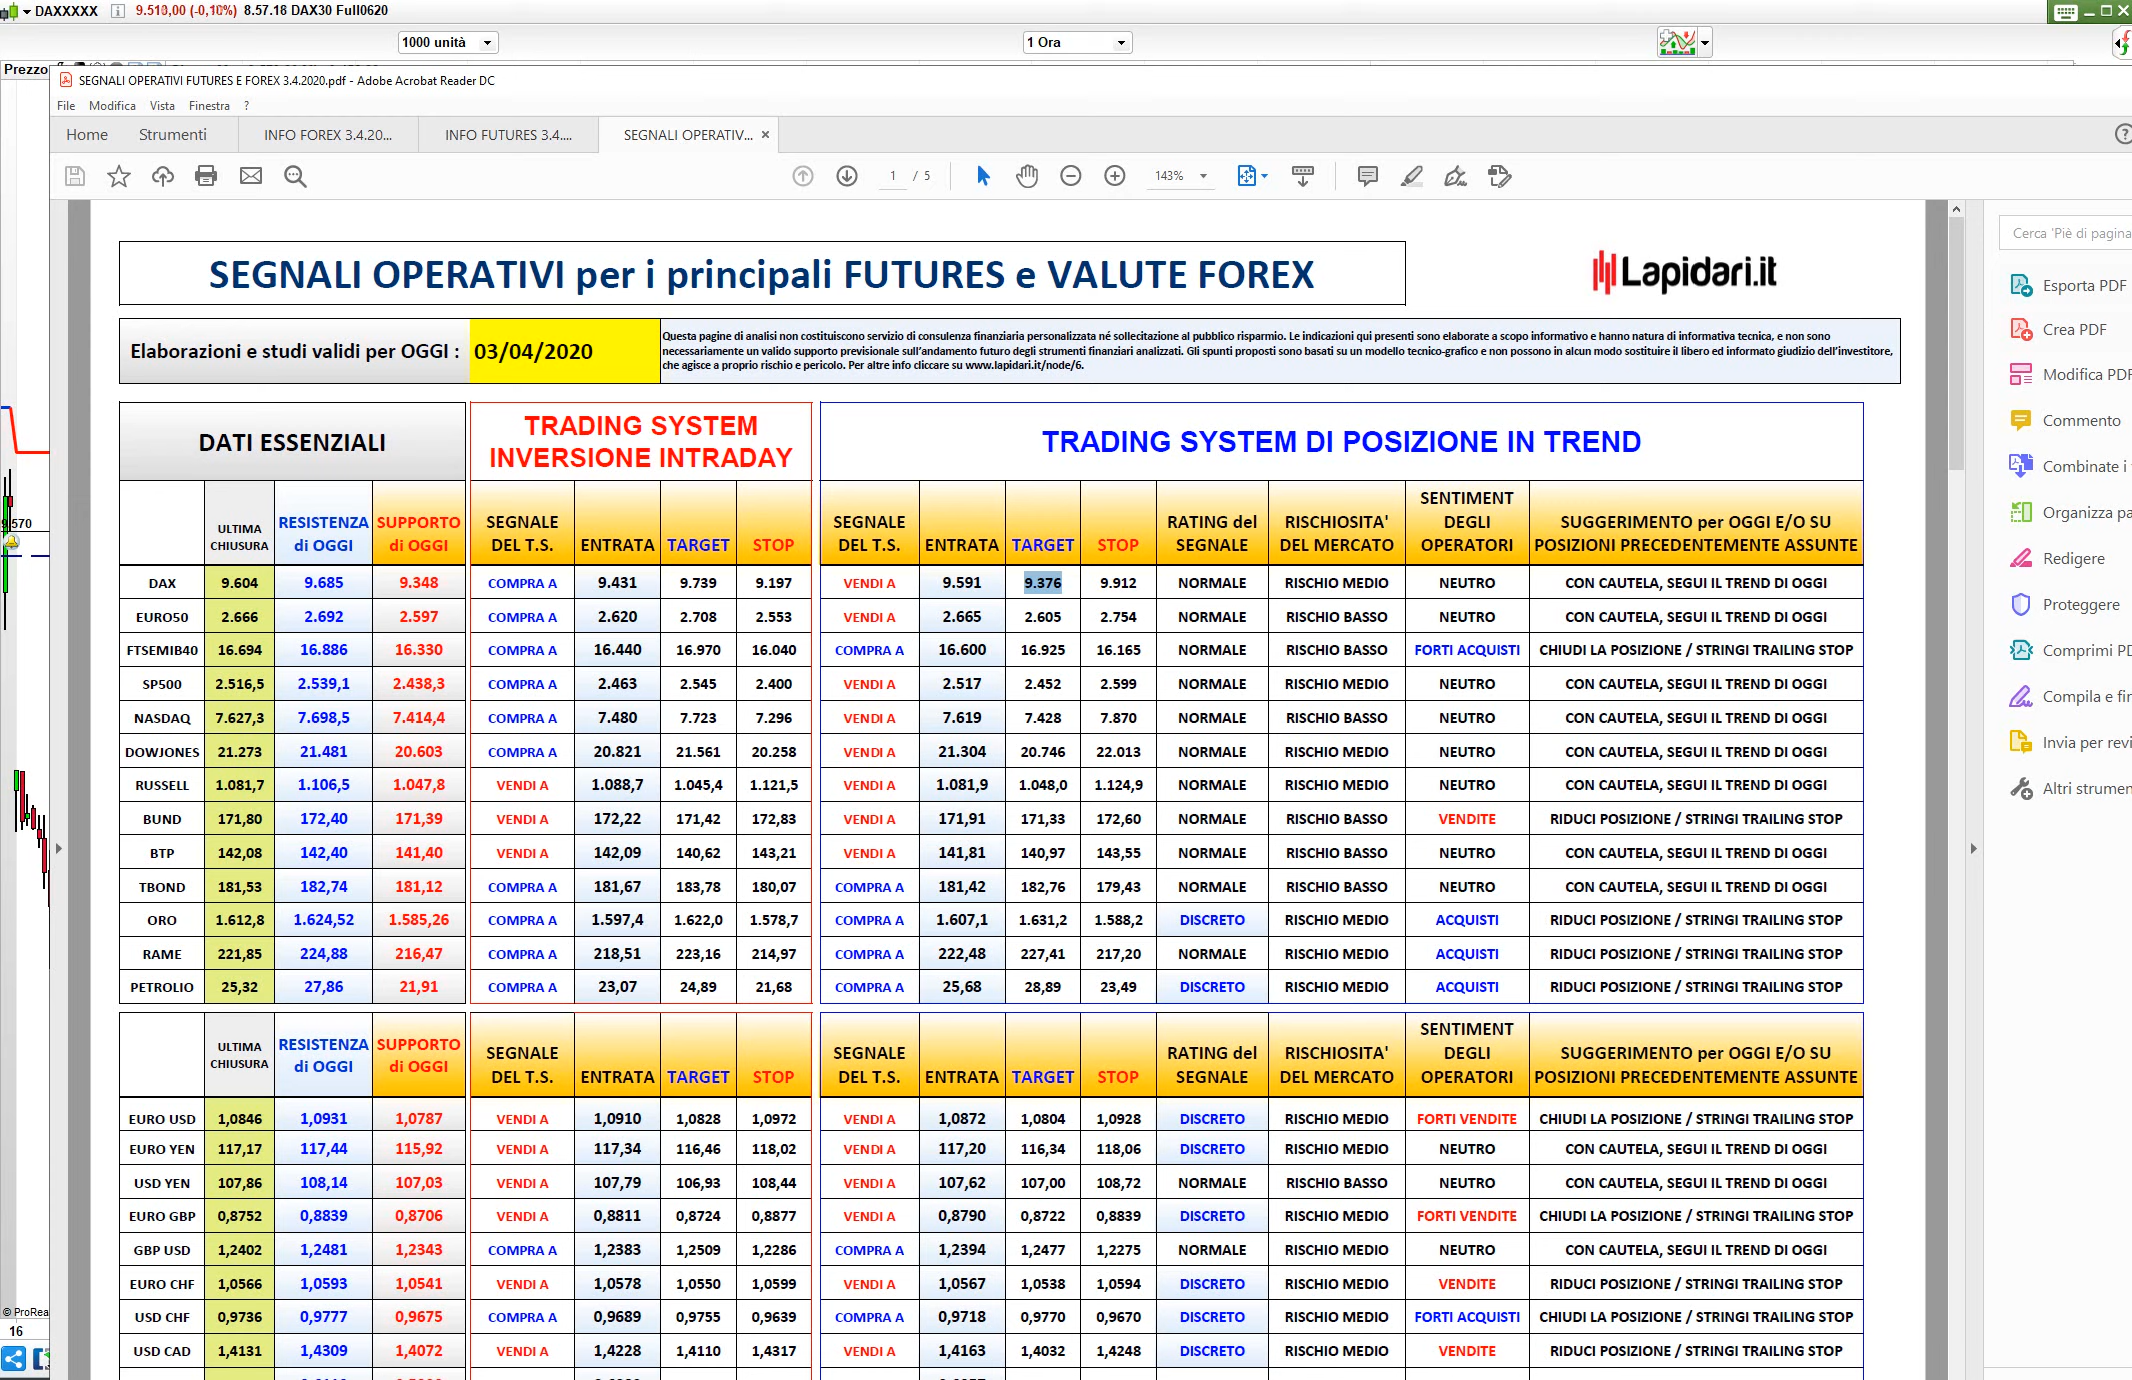 DAXXXXX 9.510,00 (-0,10%) 8.57.18 DAX30 Full0620
1000 unità 1 Ora
Prezzo
SEGNALI OPERATIVI FUTURES E FOREX 3.4.2020.pdf - Adobe Acrobat Reader DC
File Modifica Vista Finestra ?
Home Strumenti INFO FOREX 3.4.20... INFO FUTURES 3.4.... SEGNALI OPERATIV... ×
1 / 5 143%
SEGNALI OPERATIVI per i principali FUTURES e VALUTE FOREX
Lapidari.it
Elaborazioni e studi validi per OGGI : 03/04/2020
Questa pagine di analisi non costituiscono servizio di consulenza finanziaria personalizzata né sollecitazione al pubblico risparmio. Le indicazioni qui presenti sono elaborate a scopo informativo e hanno natura di informativa tecnica, e non sono
necessariamente un valido supporto previsionale sull'andamento futuro degli strumenti finanziari analizzati. Gli spunti proposti sono basati su un modello tecnico-grafico e non possono in alcun modo sostituire il libero ed informato giudizio dell'investitore,
che agisce a proprio rischio e pericolo. Per altre info cliccare su www.lapidari.it/node/6.
DATI ESSENZIALI
TRADING SYSTEM
INVERSIONE INTRADAY
TRADING SYSTEM DI POSIZIONE IN TREND
ULTIMA CHIUSURA RESISTENZA di OGGI SUPPORTO di OGGI SEGNALE DEL T.S. ENTRATA TARGET STOP SEGNALE DEL T.S. ENTRATA TARGET STOP RATING del SEGNALE RISCHIOSITA' DEL MERCATO SENTIMENT DEGLI OPERATORI SUGGERIMENTO per OGGI E/O SU POSIZIONI PRECEDENTEMENTE ASSUNTE
DAX 9.604 9.685 9.348 COMPRA A 9.431 9.739 9.197 VENDI A 9.591 9.376 9.912 NORMALE RISCHIO MEDIO NEUTRO CON CAUTELA, SEGUI IL TREND DI OGGI
EURO50 2.666 2.692 2.597 COMPRA A 2.620 2.708 2.553 VENDI A 2.665 2.605 2.754 NORMALE RISCHIO BASSO NEUTRO CON CAUTELA, SEGUI IL TREND DI OGGI
FTSEMIB40 16.694 16.886 16.330 COMPRA A 16.440 16.970 16.040 COMPRA A 16.600 16.925 16.165 NORMALE RISCHIO BASSO FORTI ACQUISTI CHIUDI LA POSIZIONE / STRINGI TRAILING STOP
SP500 2.516,5 2.539,1 2.438,3 COMPRA A 2.463 2.545 2.400 VENDI A 2.517 2.452 2.599 NORMALE RISCHIO MEDIO NEUTRO CON CAUTELA, SEGUI IL TREND DI OGGI
NASDAQ 7.627,3 7.698,5 7.414,4 COMPRA A 7.480 7.723 7.296 VENDI A 7.619 7.428 7.870 NORMALE RISCHIO BASSO NEUTRO CON CAUTELA, SEGUI IL TREND DI OGGI
DOWJONES 21.273 21.481 20.603 COMPRA A 20.821 21.561 20.258 VENDI A 21.304 20.746 22.013 NORMALE RISCHIO MEDIO NEUTRO CON CAUTELA, SEGUI IL TREND DI OGGI
RUSSELL 1.081,7 1.106,5 1.047,8 VENDI A 1.088,7 1.045,4 1.121,5 VENDI A 1.081,9 1.048,0 1.124,9 NORMALE RISCHIO MEDIO NEUTRO CON CAUTELA, SEGUI IL TREND DI OGGI
BUND 171,80 172,40 171,39 VENDI A 172,22 171,42 172,83 VENDI A 171,91 171,33 172,60 NORMALE RISCHIO BASSO VENDITE RIDUCI POSIZIONE / STRINGI TRAILING STOP
BTP 142,08 142,40 141,40 VENDI A 142,09 140,62 143,21 VENDI A 141,81 140,97 143,55 NORMALE RISCHIO BASSO NEUTRO CON CAUTELA, SEGUI IL TREND DI OGGI
TBOND 181,53 182,74 181,12 COMPRA A 181,67 183,78 180,07 COMPRA A 181,42 182,76 179,43 NORMALE RISCHIO BASSO NEUTRO CON CAUTELA, SEGUI IL TREND DI OGGI
ORO 1.612,8 1.624,52 1.585,26 COMPRA A 1.597,4 1.622,0 1.578,7 COMPRA A 1.607,1 1.631,2 1.588,2 DISCRETO RISCHIO MEDIO ACQUISTI RIDUCI POSIZIONE / STRINGI TRAILING STOP
RAME 221,85 224,88 216,47 COMPRA A 218,51 223,16 214,97 COMPRA A 222,48 227,41 217,20 NORMALE RISCHIO MEDIO ACQUISTI RIDUCI POSIZIONE / STRINGI TRAILING STOP
PETROLIO 25,32 27,86 21,91 COMPRA A 23,07 24,89 21,68 COMPRA A 25,68 28,89 23,49 DISCRETO RISCHIO MEDIO ACQUISTI RIDUCI POSIZIONE / STRINGI TRAILING STOP
ULTIMA CHIUSURA RESISTENZA di OGGI SUPPORTO di OGGI SEGNALE DEL T.S. ENTRATA TARGET STOP SEGNALE DEL T.S. ENTRATA TARGET STOP RATING del SEGNALE RISCHIOSITA' DEL MERCATO SENTIMENT DEGLI OPERATORI SUGGERIMENTO per OGGI E/O SU POSIZIONI PRECEDENTEMENTE ASSUNTE
EURO USD 1,0846 1,0931 1,0787 VENDI A 1,0910 1,0828 1,0972 VENDI A 1,0872 1,0804 1,0928 DISCRETO RISCHIO MEDIO FORTI VENDITE CHIUDI LA POSIZIONE / STRINGI TRAILING STOP
EURO YEN 117,17 117,44 115,92 VENDI A 117,34 116,46 118,02 VENDI A 117,20 116,34 118,06 DISCRETO RISCHIO MEDIO NEUTRO CON CAUTELA, SEGUI IL TREND DI OGGI
USD YEN 107,86 108,14 107,03 VENDI A 107,79 106,93 108,44 VENDI A 107,62 107,00 108,72 NORMALE RISCHIO BASSO NEUTRO CON CAUTELA, SEGUI IL TREND DI OGGI
EURO GBP 0,8752 0,8839 0,8706 VENDI A 0,8811 0,8724 0,8877 VENDI A 0,8790 0,8722 0,8839 DISCRETO RISCHIO MEDIO FORTI VENDITE CHIUDI LA POSIZIONE / STRINGI TRAILING STOP
GBP USD 1,2402 1,2481 1,2343 COMPRA A 1,2383 1,2509 1,2286 COMPRA A 1,2394 1,2477 1,2275 NORMALE RISCHIO MEDIO NEUTRO CON CAUTELA, SEGUI IL TREND DI OGGI
EURO CHF 1,0566 1,0593 1,0541 VENDI A 1,0578 1,0550 1,0599 VENDI A 1,0567 1,0538 1,0594 DISCRETO RISCHIO MEDIO VENDITE RIDUCI POSIZIONE / STRINGI TRAILING STOP
USD CHF 0,9736 0,9777 0,9675 COMPRA A 0,9689 0,9755 0,9639 COMPRA A 0,9718 0,9770 0,9670 DISCRETO RISCHIO MEDIO FORTI ACQUISTI CHIUDI LA POSIZIONE / STRINGI TRAILING STOP
USD CAD 1,4131 1,4309 1,4072 VENDI A 1,4228 1,4110 1,4317 VENDI A 1,4163 1,4032 1,4248 DISCRETO RISCHIO MEDIO VENDITE RIDUCI POSIZIONE / STRINGI TRAILING STOP
Cerca 'Piè di pagina
Esporta PDF
Crea PDF
Modifica PDF
Commento
Combinate i
Organizza pa
Redigere
Proteggere
Comprimi PD
Compila e fir
Invia per revi
Altri strumen
9.570
© ProRea
16